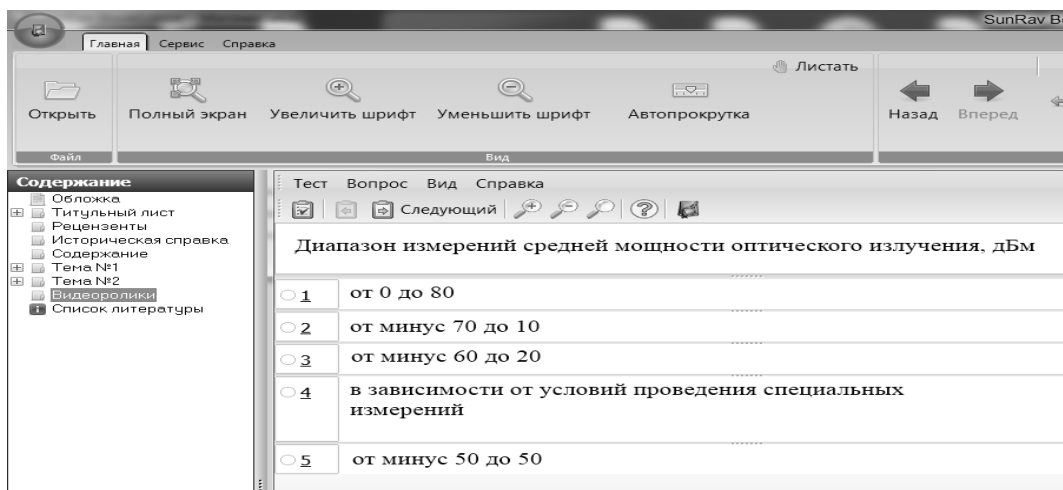 SunRav B
Главная Сервис Справка
Листать
Открыть Полный экран Увеличить шрифт Уменьшить шрифт Автопрокрутка Назад Вперед
Файл Вид
Содержание
Обложка
Титульный лист
Рецензенты
Историческая справка
Содержание
Тема №1
Тема №2
Видеоролики
Список литературы
Тест Вопрос Вид Справка
Следующий
Диапазон измерений средней мощности оптического излучения, дБм
1 от 0 до 80
2 от минус 70 до 10
3 от минус 60 до 20
4 в зависимости от условий проведения специальных
измерений
5 от минус 50 до 50